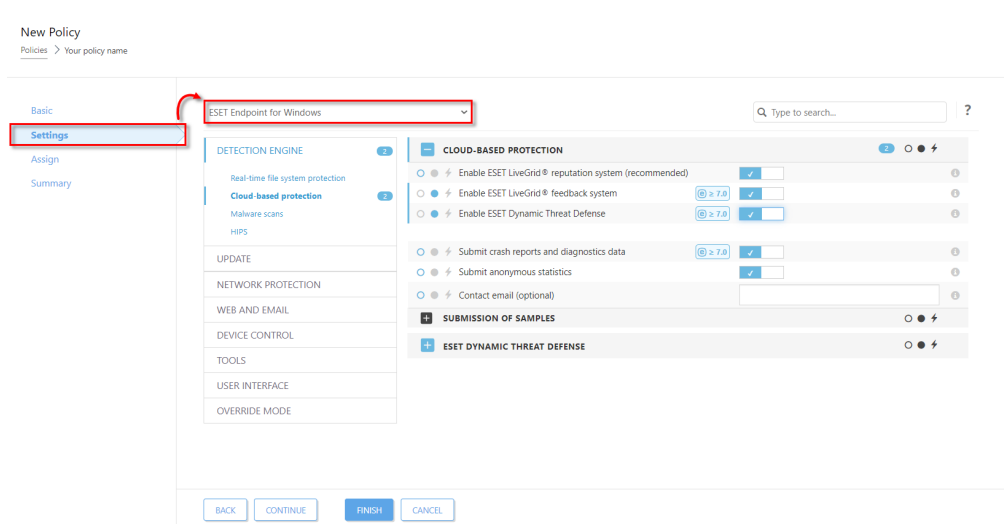 New Policy
Policies > Your policy name
Basic
Settings
Assign
Summary
ESET Endpoint for Windows
Type to search...
?
DETECTION ENGINE 2
Real-time file system protection
Cloud-based protection 2
Malware scans
HIPS
UPDATE
NETWORK PROTECTION
WEB AND EMAIL
DEVICE CONTROL
TOOLS
USER INTERFACE
OVERRIDE MODE
CLOUD-BASED PROTECTION 2
Enable ESET LiveGrid® reputation system (recommended)
Enable ESET LiveGrid® feedback system ≥ 7.0
Enable ESET Dynamic Threat Defense ≥ 7.0
Submit crash reports and diagnostics data ≥ 7.0
Submit anonymous statistics
Contact email (optional)
SUBMISSION OF SAMPLES
ESET DYNAMIC THREAT DEFENSE
BACK CONTINUE FINISH CANCEL